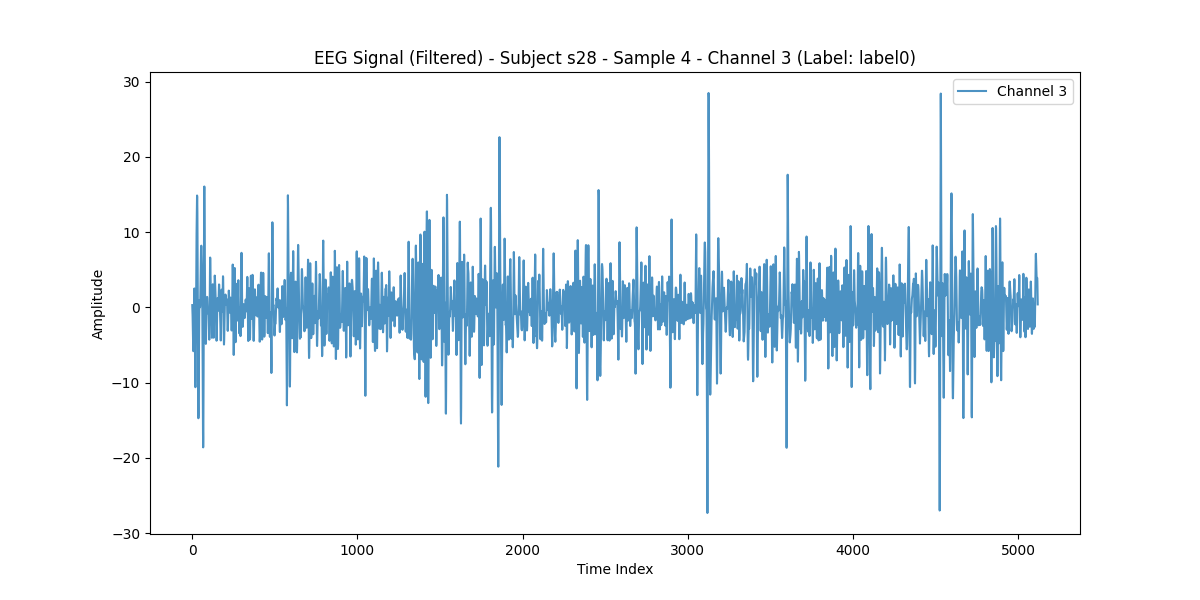 EEG Signal (Filtered) - Subject s28 - Sample 4 - Channel 3 (Label: label0)
Channel 3
30
20
10
0
−10
−20
−30
Amplitude
0 1000 2000 3000 4000 5000
Time Index